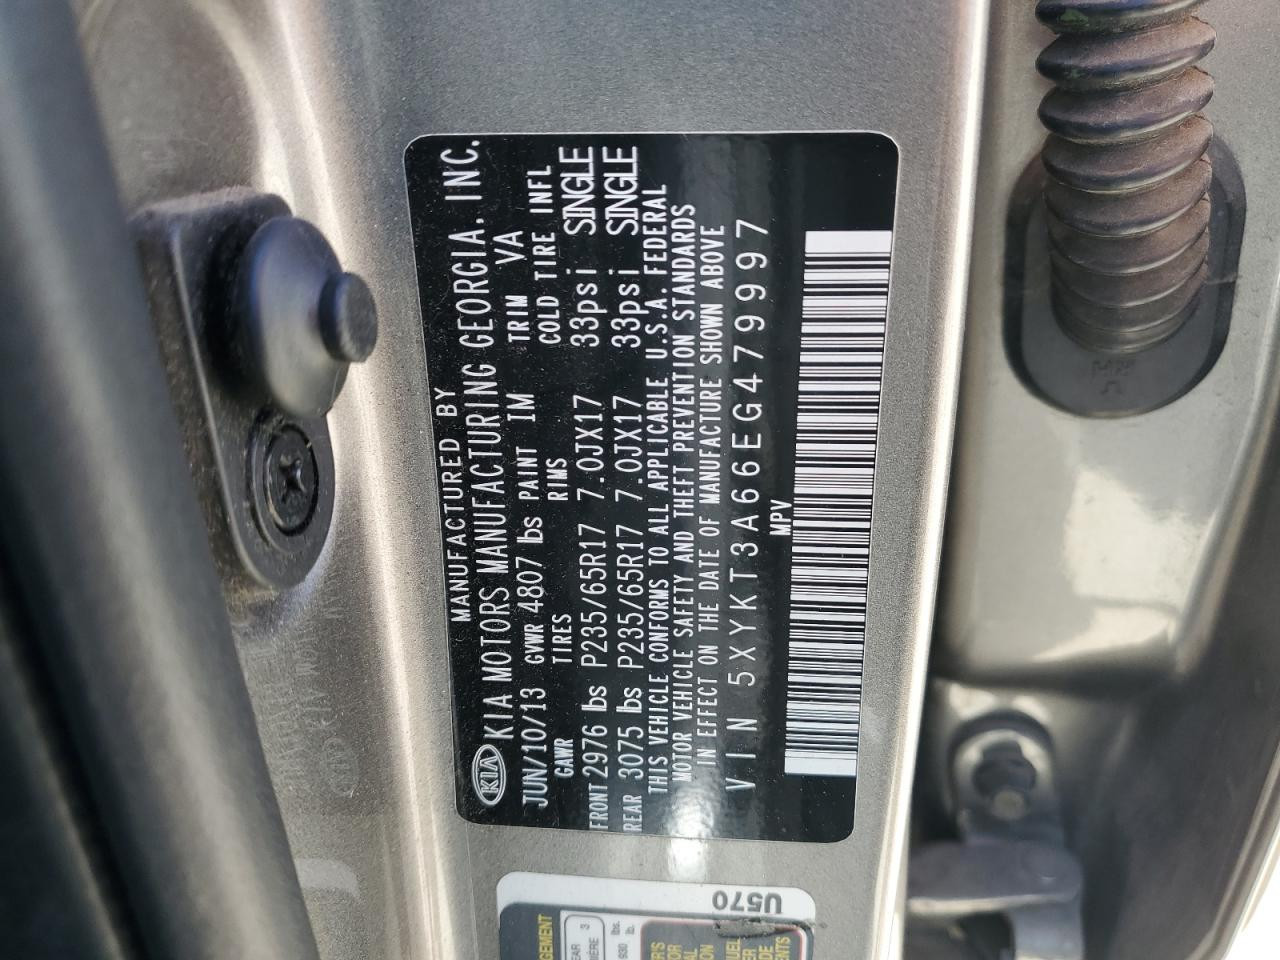 MANUFACTURED BY
KIA KIA MOTORS MANUFACTURING GEORGIA, INC.
JUN/10/13 GVWR 4807 lbs PAINT IM TRIM VA
GAWR TIRES RIMS COLD TIRE INFL
FRONT 2976 lbs P235/65R17 7.0JX17 33psi SINGLE
REAR 3075 lbs P235/65R17 7.0JX17 33psi SINGLE
THIS VEHICLE CONFORMS TO ALL APPLICABLE U.S.A. FEDERAL
MOTOR VEHICLE SAFETY AND THEFT PREVENTION STANDARDS
IN EFFECT ON THE DATE OF MANUFACTURE SHOWN ABOVE
VIN 5XYKT3A66EG479997
MPV
U570